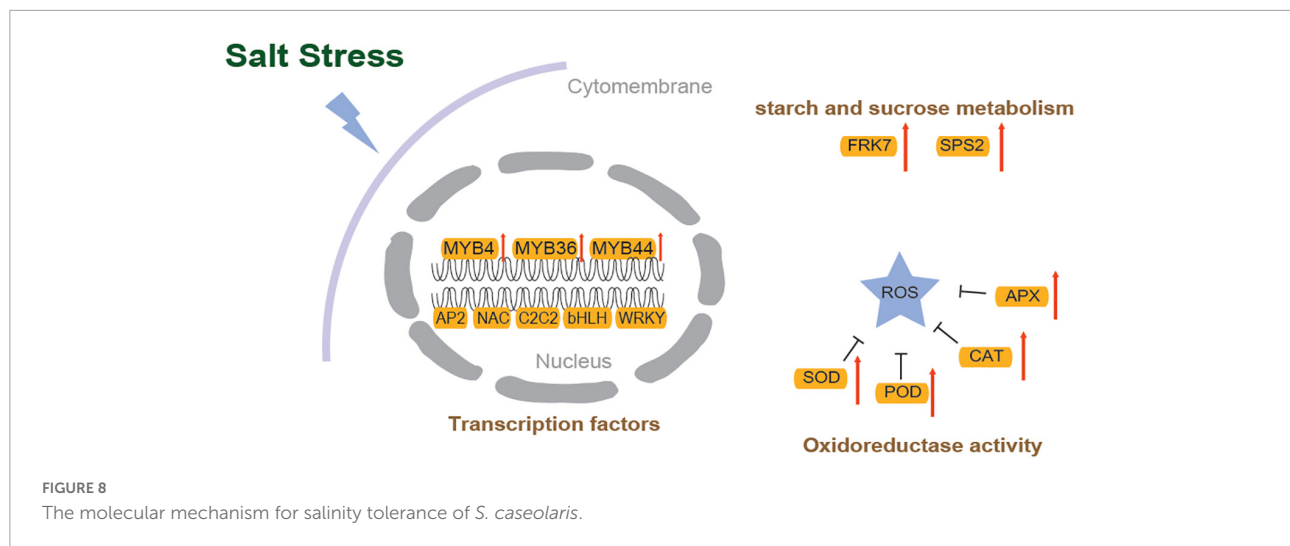 Salt Stress
Cytomembrane
starch and sucrose metabolism
FRK7 SPS2
MYB4 MYB36 MYB44
AP2 NAC C2C2 bHLH WRKY
Nucleus
Transcription factors
ROS
APX
CAT
SOD
POD
Oxidoreductase activity
FIGURE 8
The molecular mechanism for salinity tolerance of S. caseolaris.